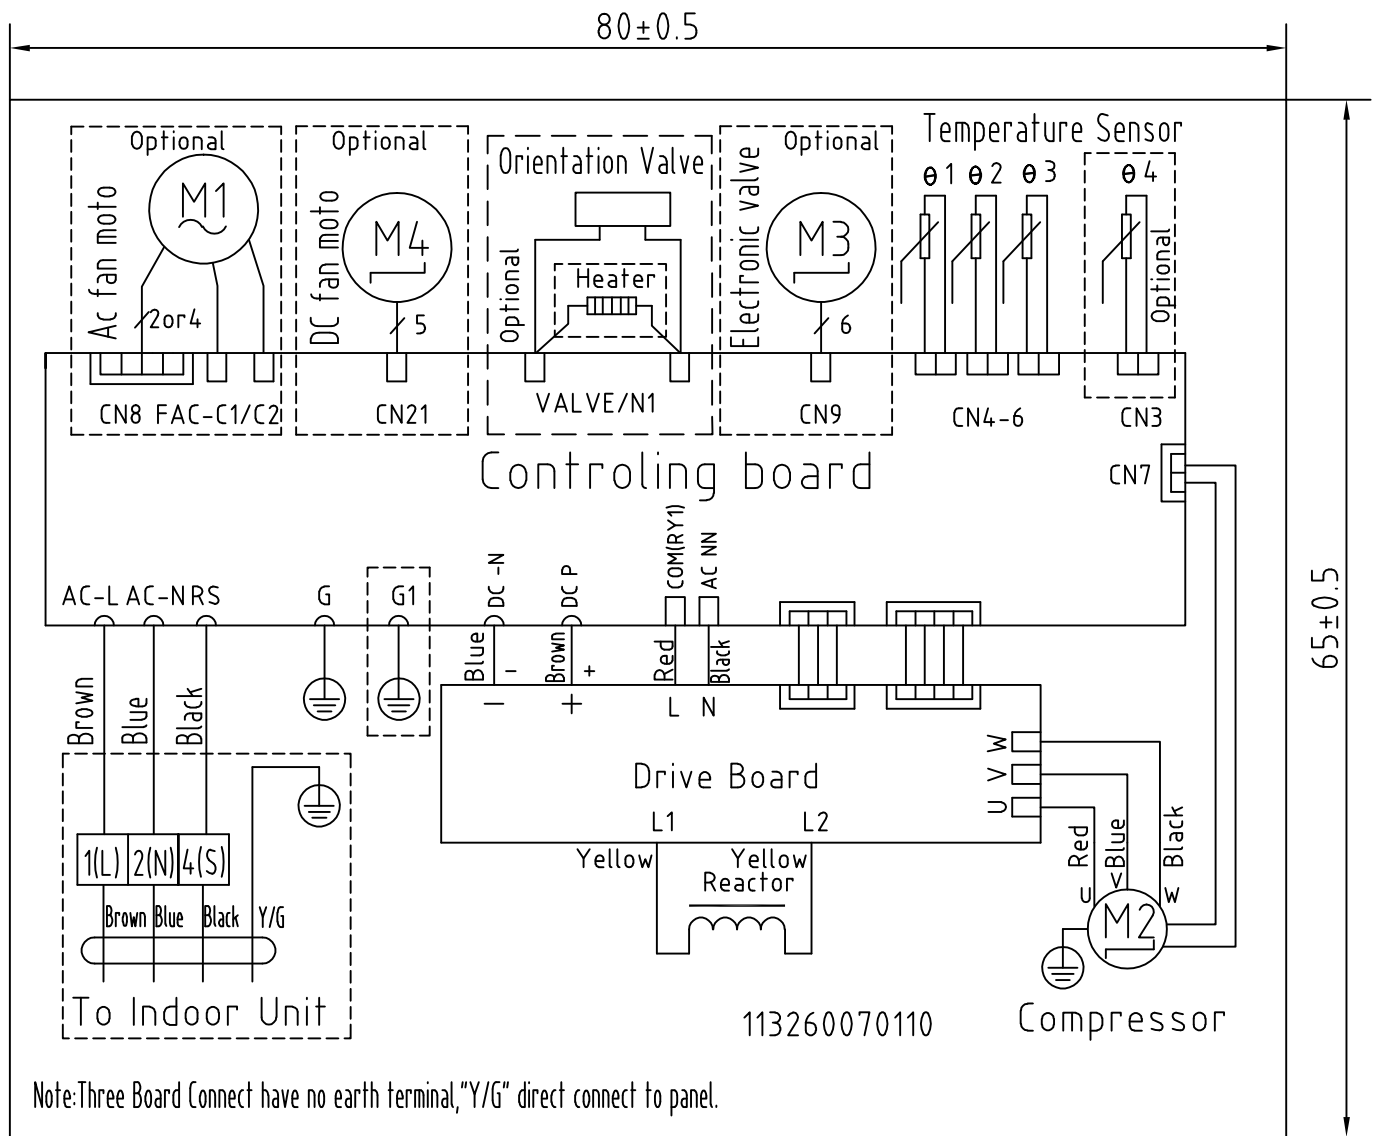 80±0.5
Optional
Ac fan moto
M1
2or4
CN8 FAC-C1/C2
Optional
DC fan moto
M4
5
CN21
Orientation Valve
Optional
Heater
VALVE/N1
Optional
Electronic valve
M3
6
CN9
Temperature Sensor
θ1 θ2 θ3 θ4
Optional
CN4-6
CN3
CN7
Controling board
65±0.5
AC-L AC-N RS
G
G1
DC -N
DC P
COM(RY1)
AC NN
Brown
Blue
Black
Blue
-
Brown
+
Red
Black
— + L N
Drive Board
W
V
U
L1 L2
Yellow
Yellow
Reactor
Red
Blue
Black
U
V
W
M2
Compressor
1(L) 2(N) 4(S)
Brown Blue Black Y/G
To Indoor Unit
113260070110
Note:Three Board Connect have no earth terminal,"Y/G" direct connect to panel.